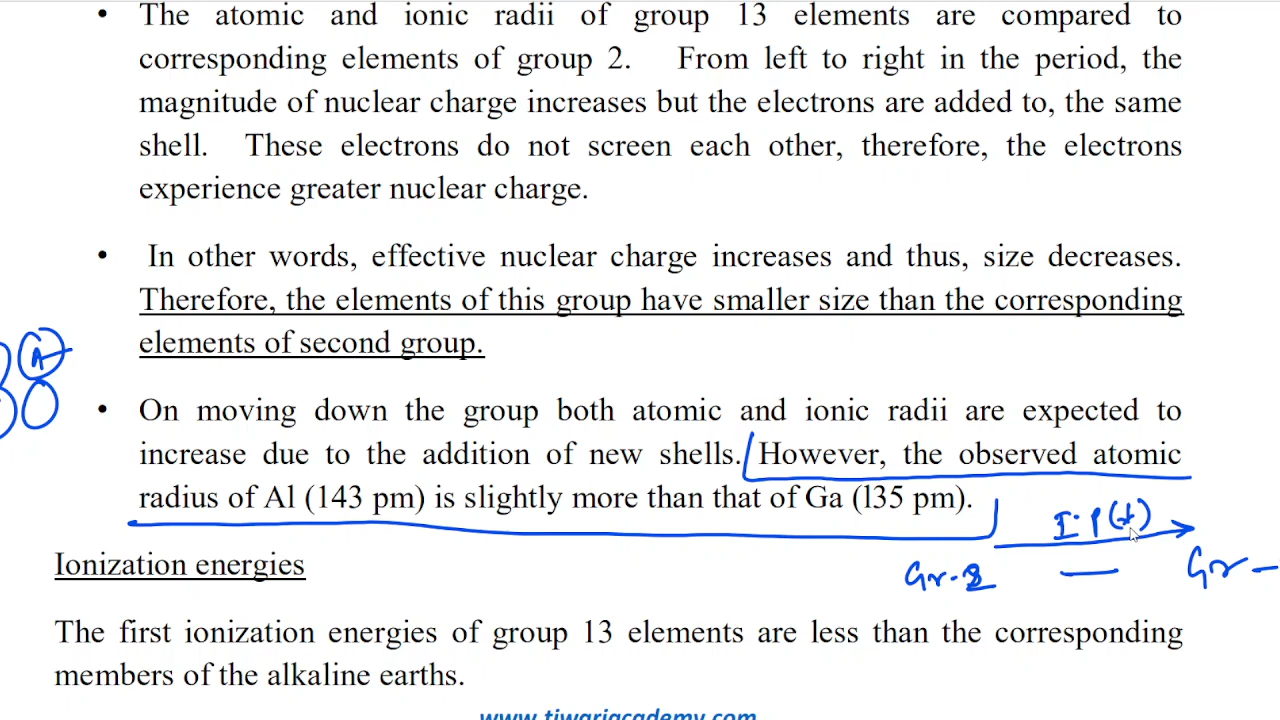 • The atomic and ionic radii of group 13 elements are compared to
corresponding elements of group 2. From left to right in the period, the
magnitude of nuclear charge increases but the electrons are added to, the same
shell. These electrons do not screen each other, therefore, the electrons
experience greater nuclear charge.
• In other words, effective nuclear charge increases and thus, size decreases.
Therefore, the elements of this group have smaller size than the corresponding
elements of second group.
• On moving down the group both atomic and ionic radii are expected to
increase due to the addition of new shells. However, the observed atomic
radius of Al (143 pm) is slightly more than that of Ga (l35 pm).
I.P
Ionization energies
Gr. Gr -
The first ionization energies of group 13 elements are less than the corresponding
members of the alkaline earths.
www.tiwariacademy.com